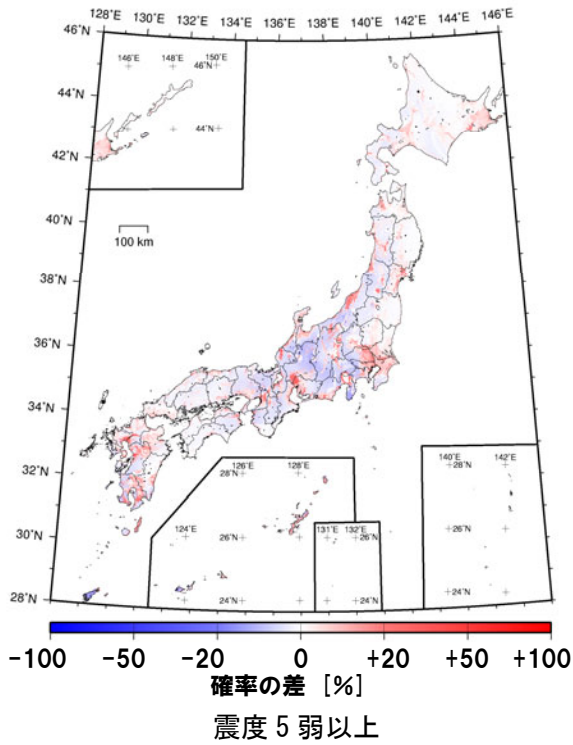 128°E 130°E 132°E 134°E 136°E 138°E 140°E 142°E 144°E 146°E
46°N
146°E 148°E 150°E
46°N
44°N
44°N
42°N
40°N
100 km
38°N
36°N
34°N
32°N
126°E 128°E
28°N
140°E 142°E
28°N
30°N
124°E
26°N
131°E 132°E
26°N
26°N
28°N
24°N
24°N
24°N
-100 -50 -20 0 +20 +50 +100
確率の差 [%]
震度5弱以上